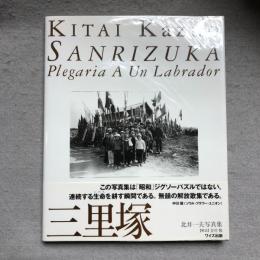 KITAI KAZ
SANRIZUKA
Plegaria A Un Labrador
この写真集は「昭和」ジグソーパズルではない。
連続する生命を耕す瞬間である。無頼の解放歌集である。
三里塚
北井一夫写真集
ワイズ出版